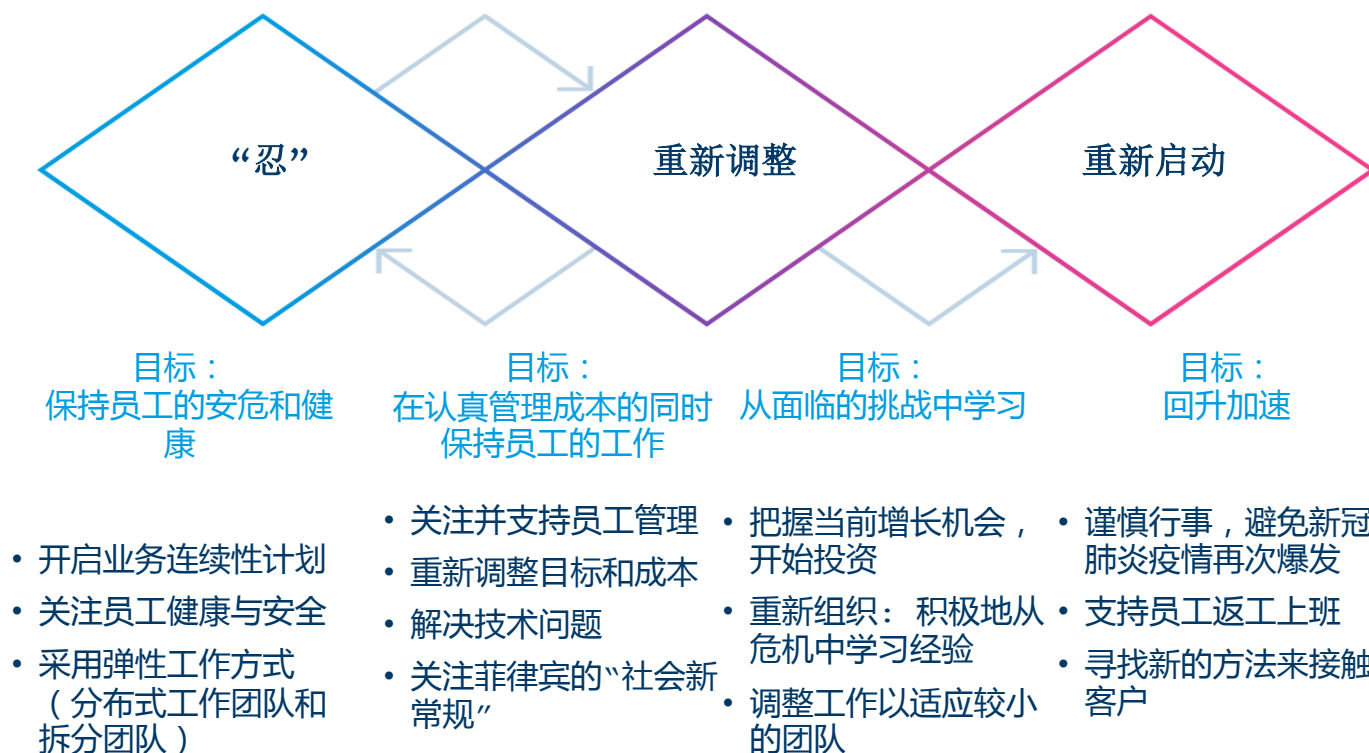 “忍”
重新调整
重新启动
目标：
保持员工的安危和健
康
目标：
在认真管理成本的同时
保持员工的工作
目标：
从面临的挑战中学习
目标：
回升加速
• 开启业务连续性计划
• 关注员工健康与安全
• 采用弹性工作方式
（分布式工作团队和
拆分团队）
• 关注并支持员工管理
• 重新调整目标和成本
• 解决技术问题
• 关注菲律宾的“社会新
常规”
• 把握当前增长机会，
开始投资
• 重新组织： 积极地从
危机中学习经验
• 调整工作以适应较小
的团队
• 谨慎行事，避免新冠
肺炎疫情再次爆发
• 支持员工返工上班
• 寻找新的方法来接触
客户